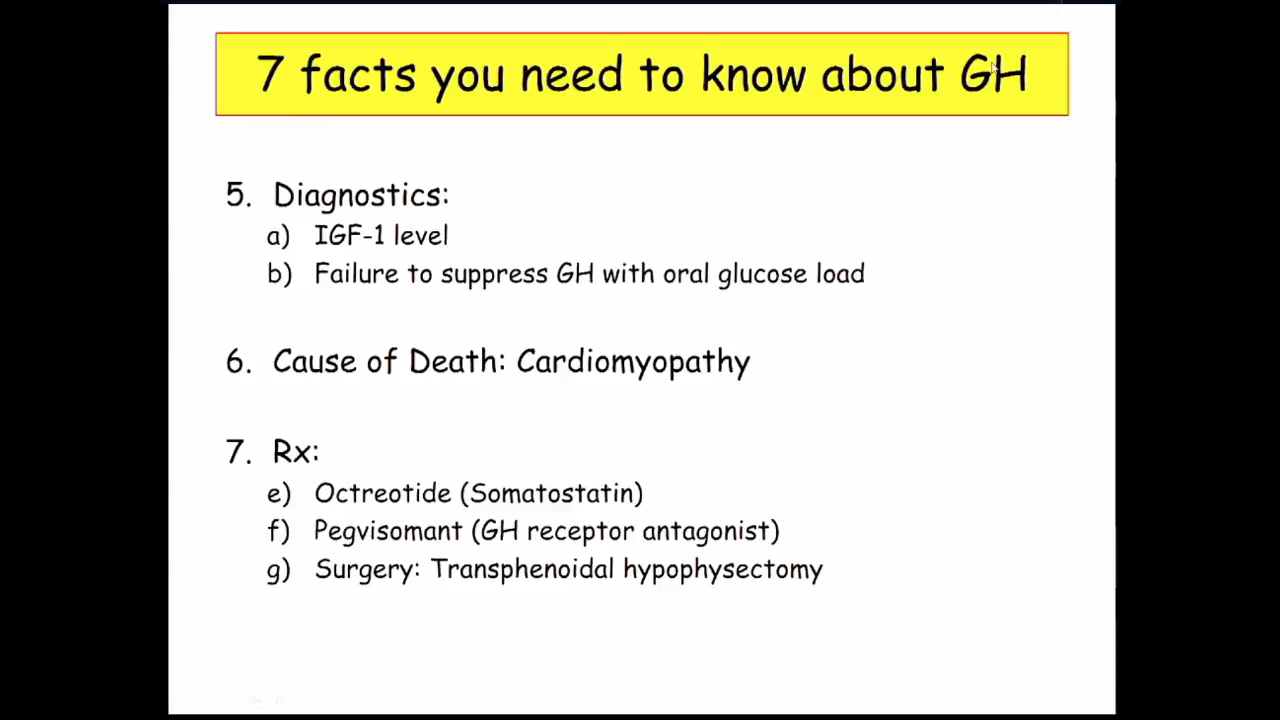 7 facts you need to know about GH
5. Diagnostics:
a) IGF-1 level
b) Failure to suppress GH with oral glucose load
6. Cause of Death: Cardiomyopathy
7. Rx:
e) Octreotide (Somatostatin)
f) Pegvisomant (GH receptor antagonist)
g) Surgery: Transphenoidal hypophysectomy